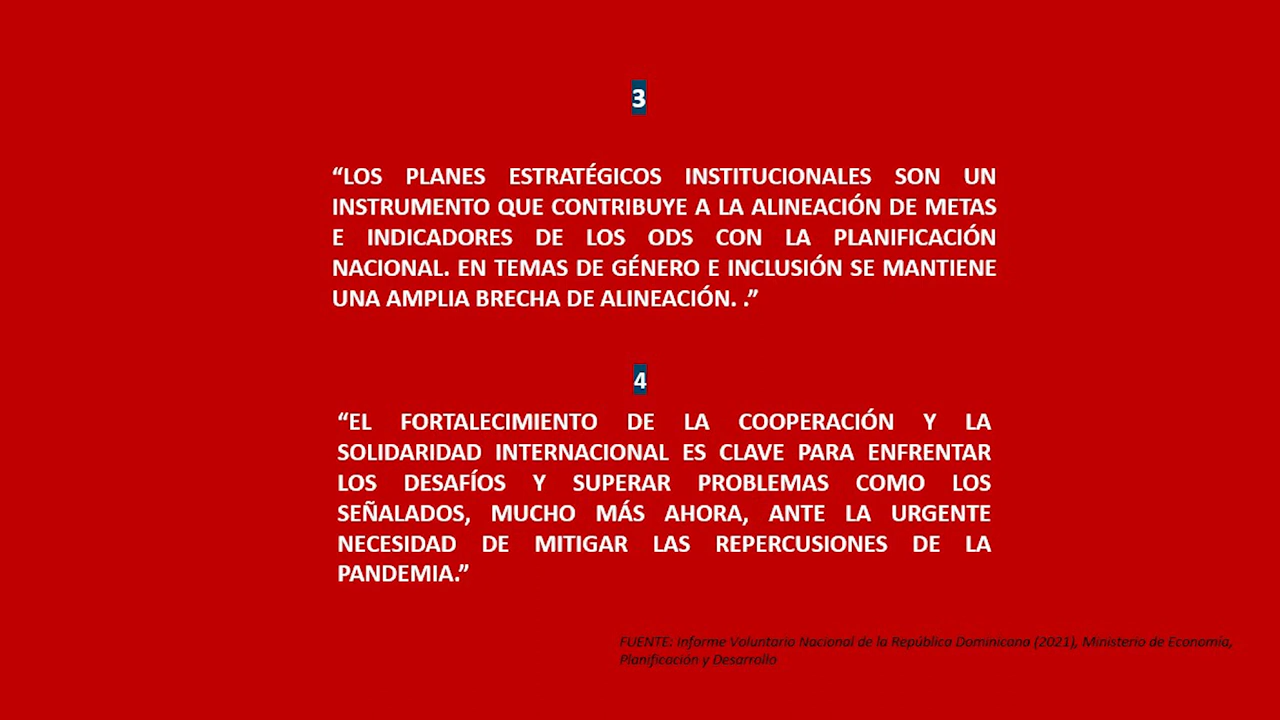 3
“LOS PLANES ESTRATÉGICOS INSTITUCIONALES SON UN
INSTRUMENTO QUE CONTRIBUYE A LA ALINEACIÓN DE METAS
E INDICADORES DE LOS ODS CON LA PLANIFICACIÓN
NACIONAL. EN TEMAS DE GÉNERO E INCLUSIÓN SE MANTIENE
UNA AMPLIA BRECHA DE ALINEACIÓN. .”
4
“EL FORTALECIMIENTO DE LA COOPERACIÓN Y LA
SOLIDARIDAD INTERNACIONAL ES CLAVE PARA ENFRENTAR
LOS DESAFÍOS Y SUPERAR PROBLEMAS COMO LOS
SEÑALADOS, MUCHO MÁS AHORA, ANTE LA URGENTE
NECESIDAD DE MITIGAR LAS REPERCUSIONES DE LA
PANDEMIA.”
FUENTE: Informe Voluntario Nacional de la República Dominicana (2021), Ministerio de Economía,
Planificación y Desarrollo